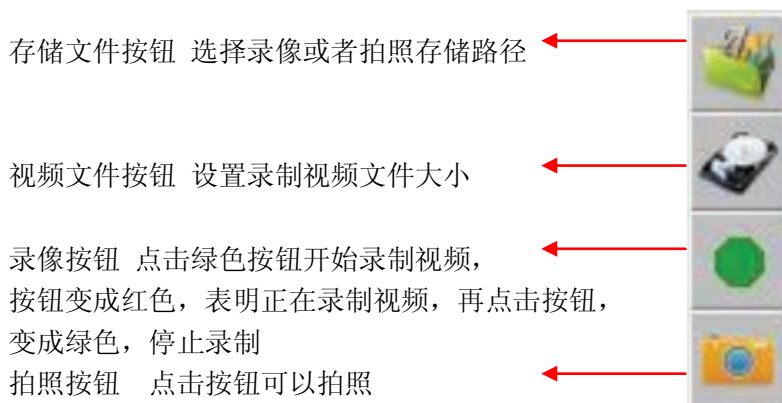 存储文件按钮 选择录像或者拍照存储路径
视频文件按钮 设置录制视频文件大小
录像按钮 点击绿色按钮开始录制视频，
按钮变成红色，表明正在录制视频，再点击按钮，
变成绿色，停止录制
拍照按钮 点击按钮可以拍照